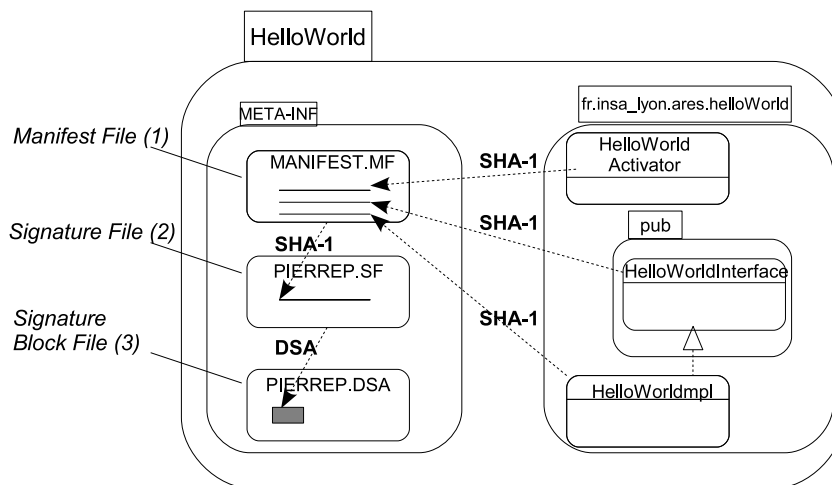 HelloWorld
META-INF
fr.insa_lyon.ares.helloWorld
Manifest File (1)
MANIFEST.MF
SHA-1
HelloWorld
Activator
Signature File (2)
SHA-1
SHA-1
pub
PIERREP.SF
HelloWorldInterface
Signature
Block File (3)
SHA-1
DSA
PIERREP.DSA
HelloWorldmpl